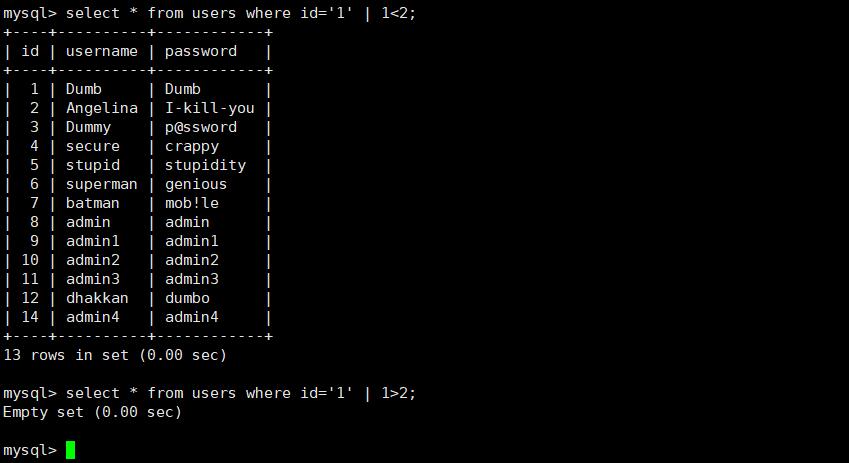 mysql> select * from users where id='1' | 1<2;
+----+----------+------------+
| id | username | password   |
+----+----------+------------+
|  1 | Dumb     | Dumb       |
|  2 | Angelina | I-kill-you |
|  3 | Dummy    | p@ssword   |
|  4 | secure   | crappy     |
|  5 | stupid   | stupidity  |
|  6 | superman | genious    |
|  7 | batman   | mob!le     |
|  8 | admin    | admin      |
|  9 | admin1   | admin1     |
| 10 | admin2   | admin2     |
| 11 | admin3   | admin3     |
| 12 | dhakkan  | dumbo      |
| 14 | admin4   | admin4     |
+----+----------+------------+
13 rows in set (0.00 sec)
mysql> select * from users where id='1' | 1>2;
Empty set (0.00 sec)
mysql>